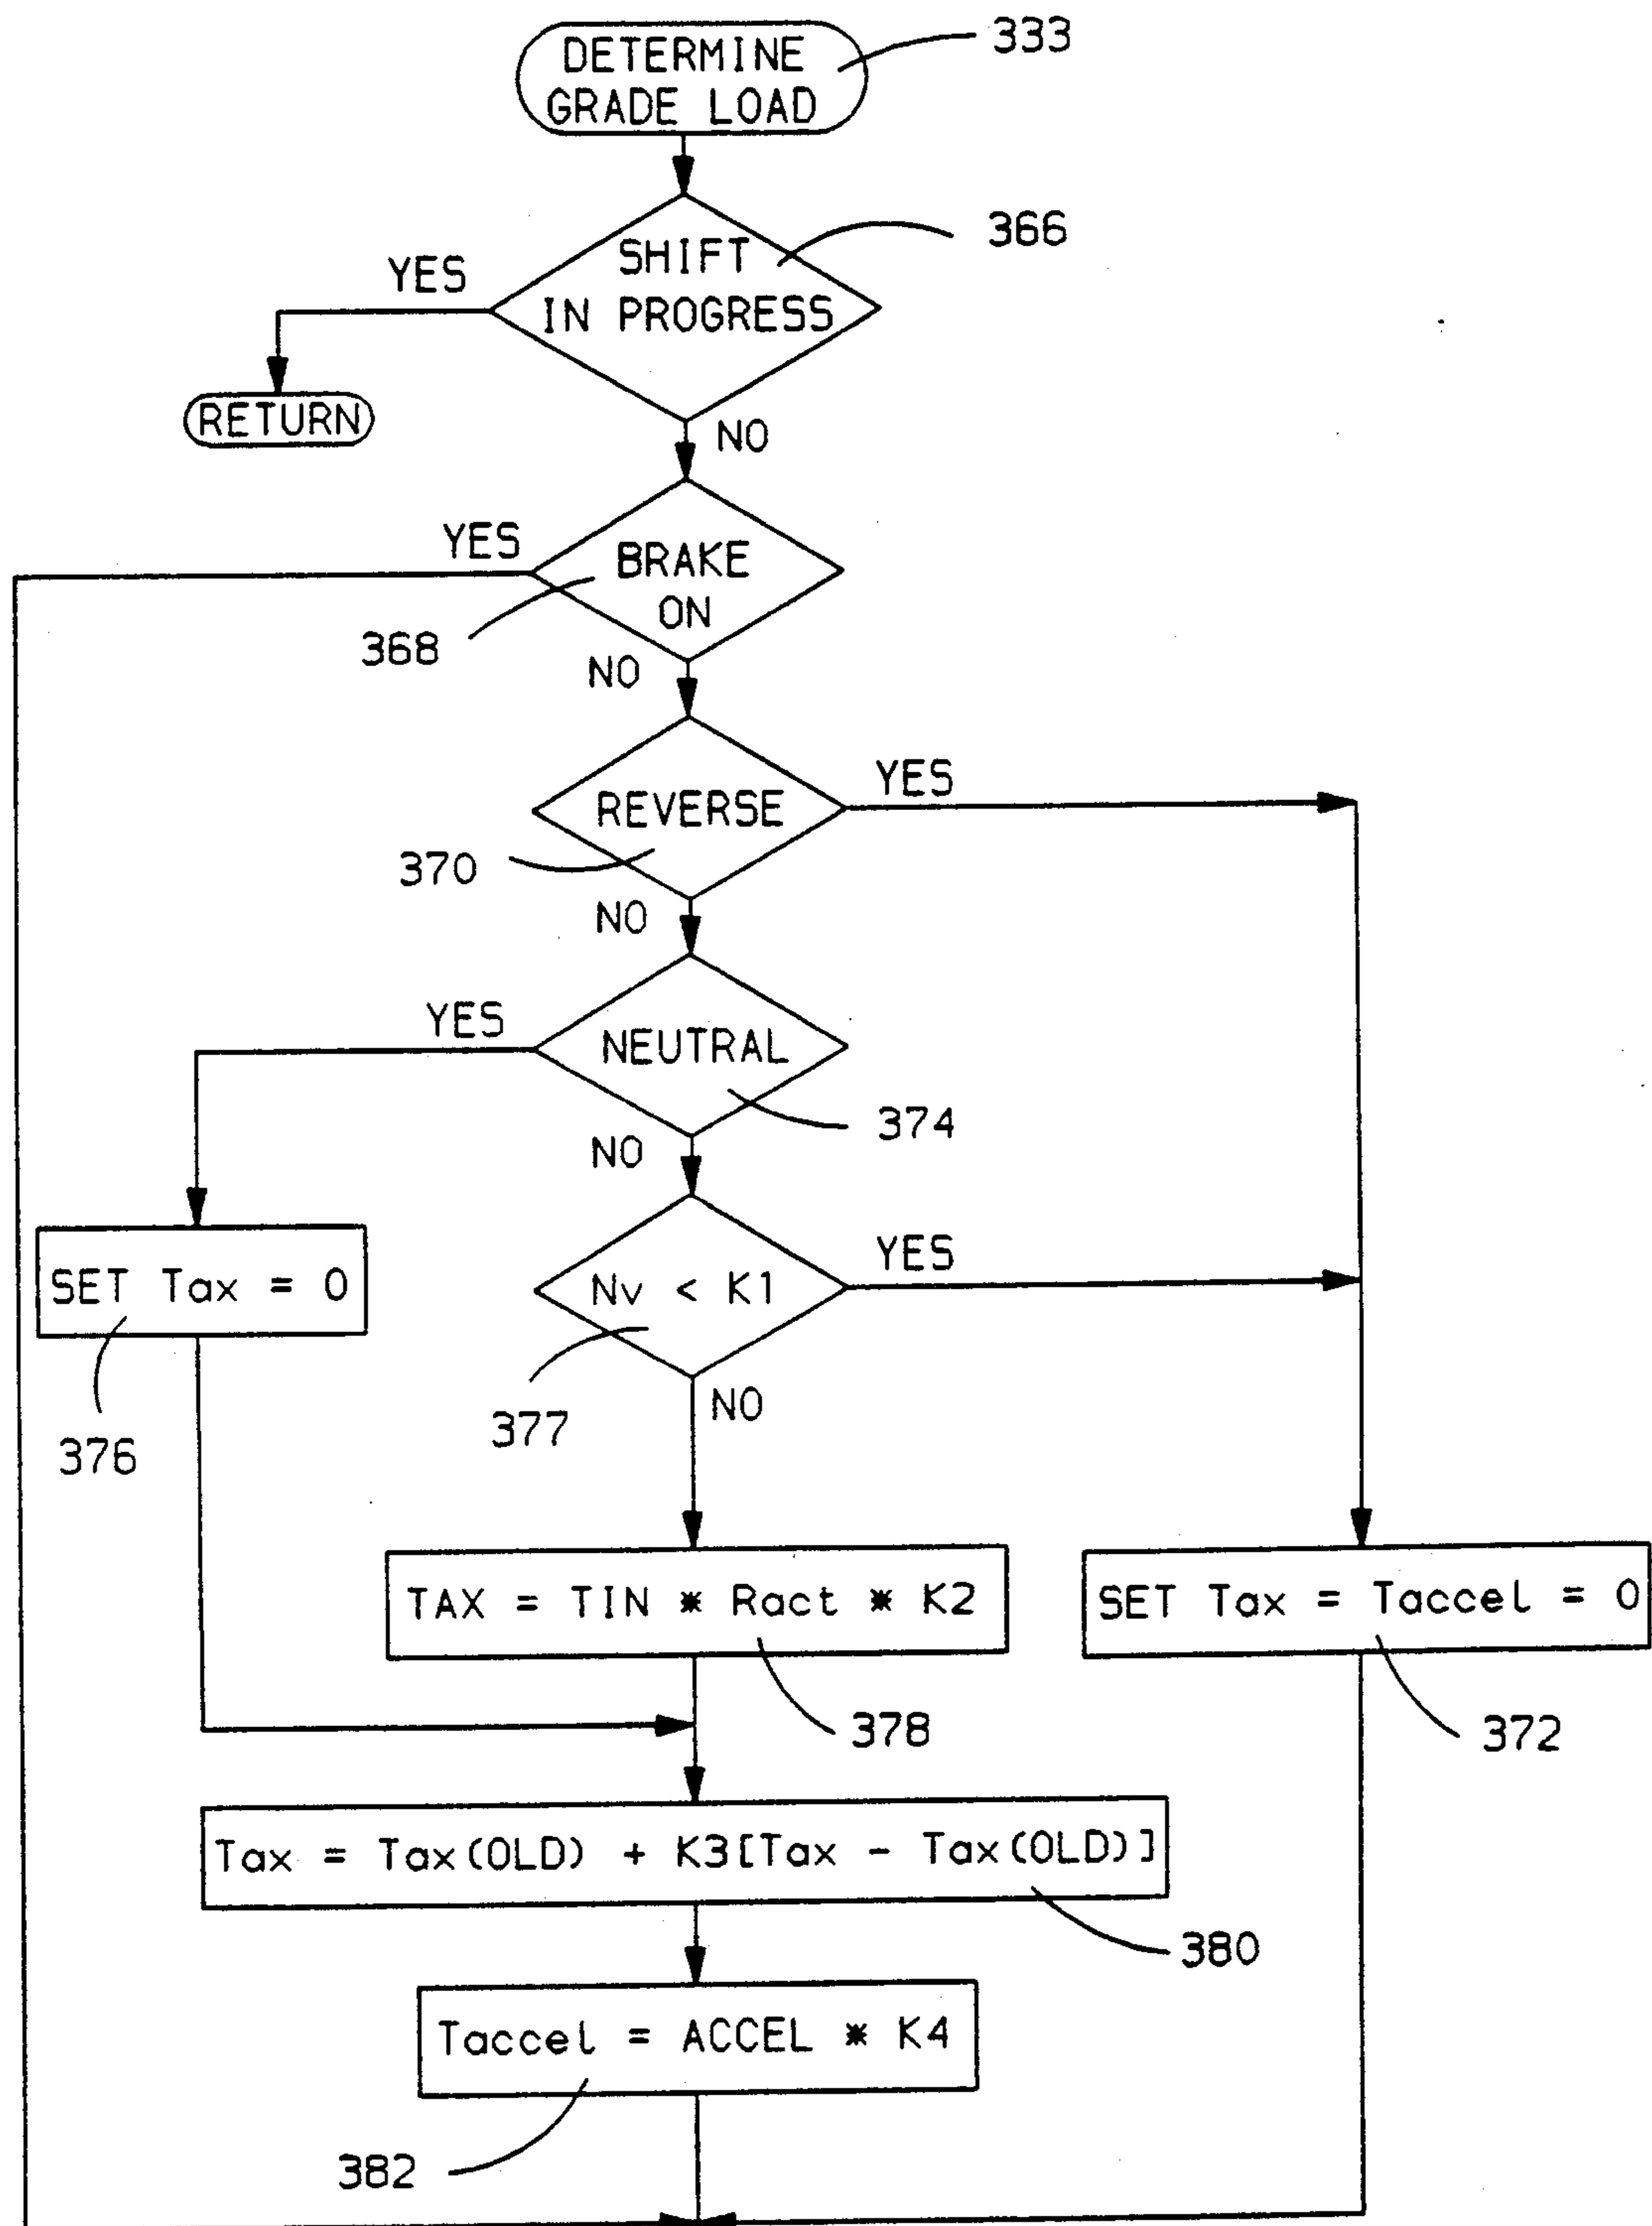 DETERMINE
GRADE LOAD
333
SHIFT
IN PROGRESS
366
YES
RETURN
NO
YES
BRAKE
ON
368
NO
REVERSE
YES
370
NO
YES
NEUTRAL
374
NO
SET Tax = 0
376
Nv < K1
YES
377
NO
TAX = TIN * Ract * K2
378
SET Tax = Taccel = 0
372
Tax = Tax(OLD) + K3[Tax - Tax(OLD)]
380
Taccel = ACCEL * K4
382